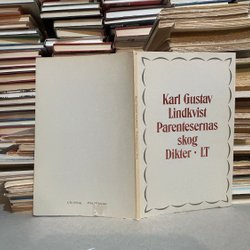 Karl Gustav
Lindkvist
Parentesernas
skog
Dikter · LT